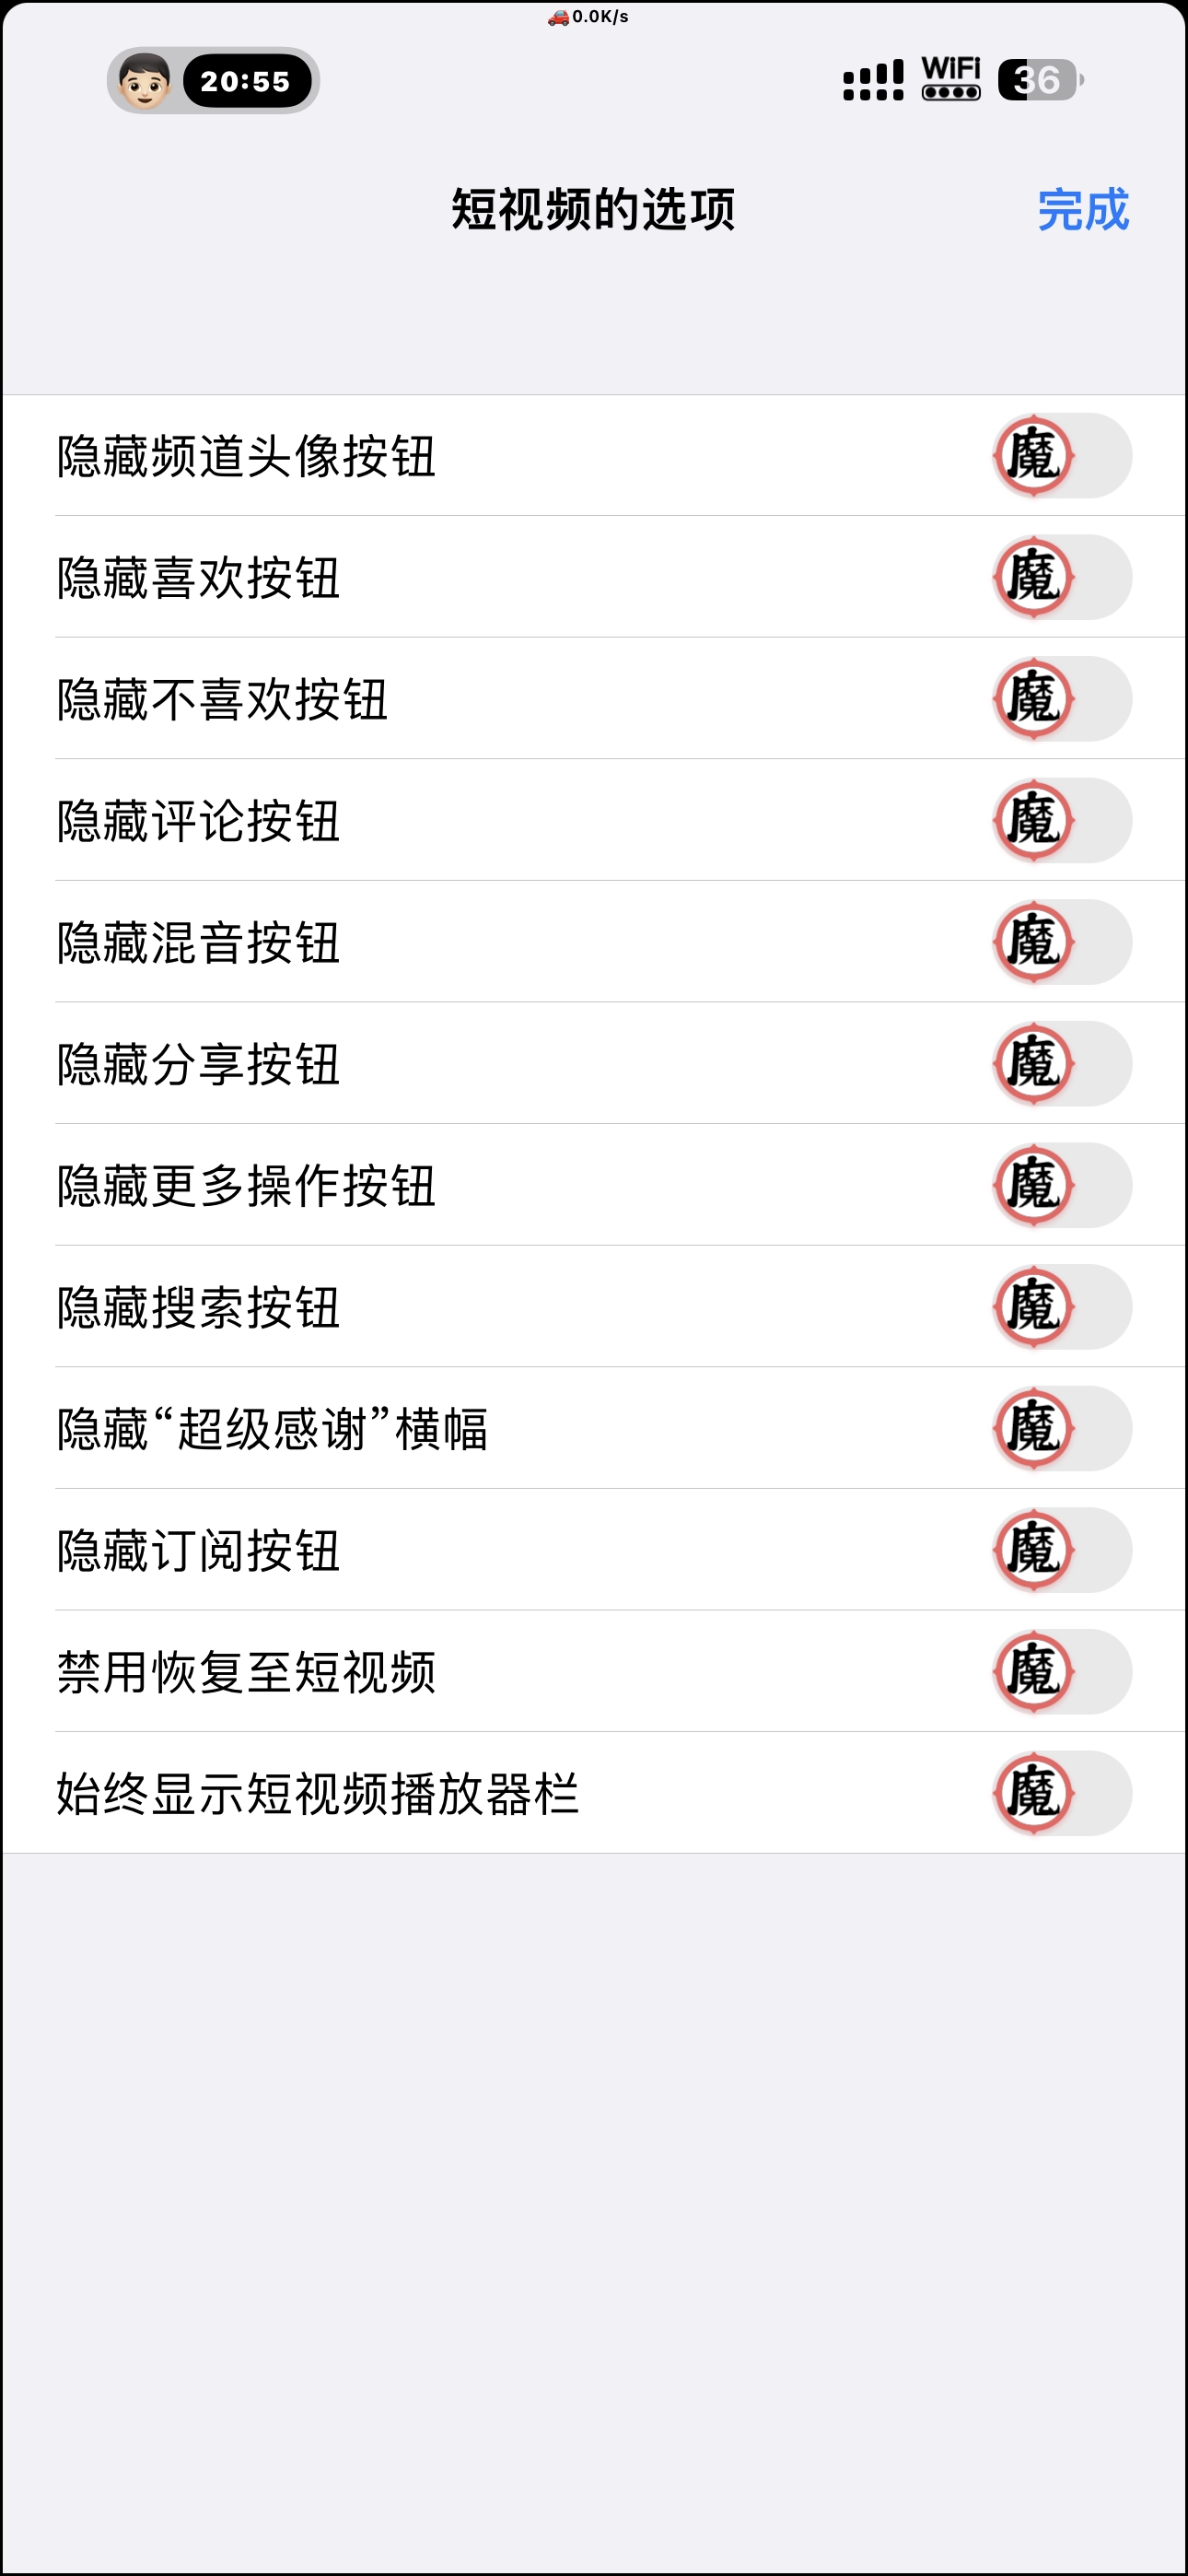 0.0K/s
20:55
WiFi
36
短视频的选项
完成
隐藏频道头像按钮
魔
隐藏喜欢按钮
魔
隐藏不喜欢按钮
魔
隐藏评论按钮
魔
隐藏混音按钮
魔
隐藏分享按钮
魔
隐藏更多操作按钮
魔
隐藏搜索按钮
魔
隐藏“超级感谢”横幅
魔
隐藏订阅按钮
魔
禁用恢复至短视频
魔
始终显示短视频播放器栏
魔